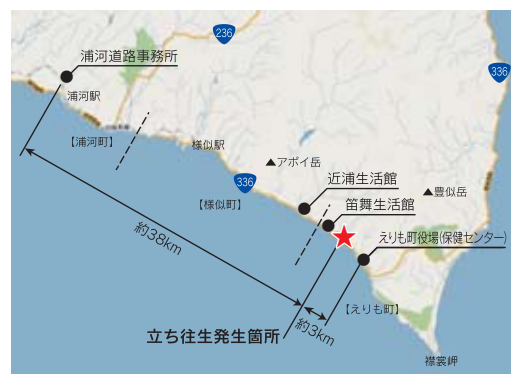 236
浦河道路事務所
336
浦河駅
【浦河町】
様似駅
アポイ岳
近浦生活館
336
豊似岳
【様似町】
笛舞生活館
えりも町役場(保健センター)
約38km
【えりも町】
立ち往生発生箇所
約3km
襟裳岬